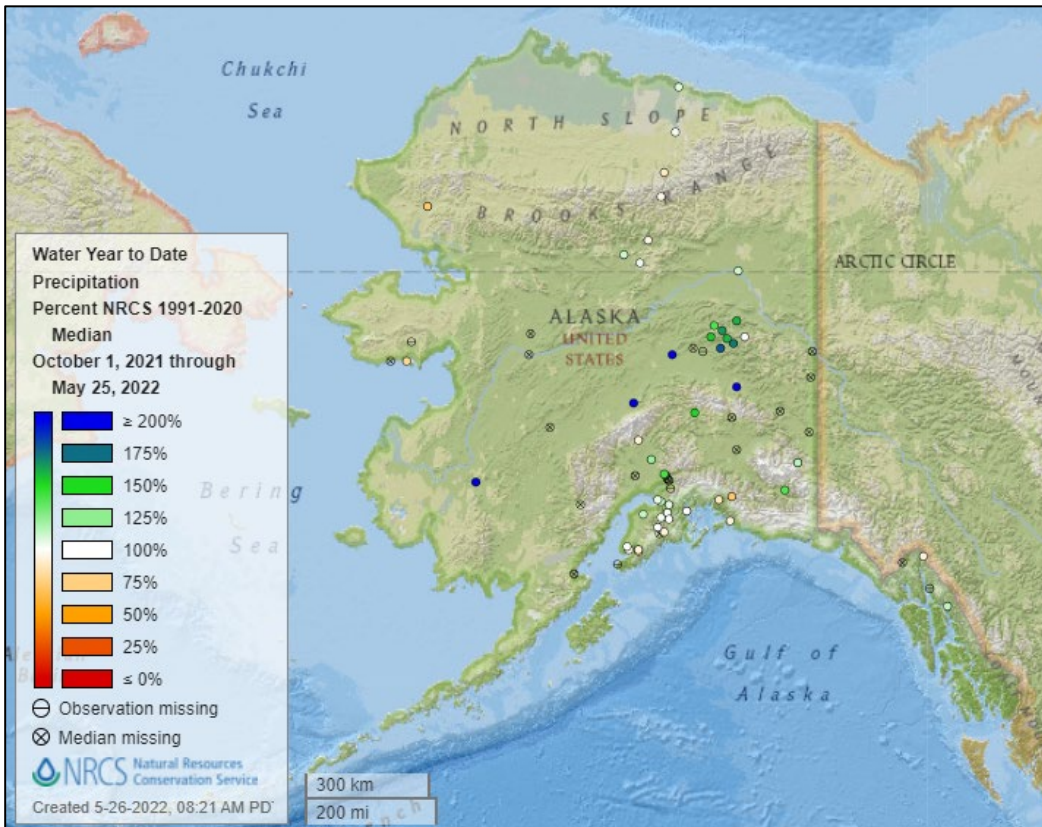 Chukchi
Sea
NORTH SLOPE
BROOKS RANGE
ARCTIC CIRCLE
ALASKA
UNITED
STATES
Bering
Sea
Gulf of
Alaska
Water Year to Date
Precipitation
Percent NRCS 1991-2020
Median
October 1, 2021 through
May 25, 2022
≥ 200%
175%
150%
125%
100%
75%
50%
25%
≤ 0%
Observation missing
Median missing
NRCS Natural Resources
Conservation Service
Created 5-26-2022, 08:21 AM PD
300 km
200 mi